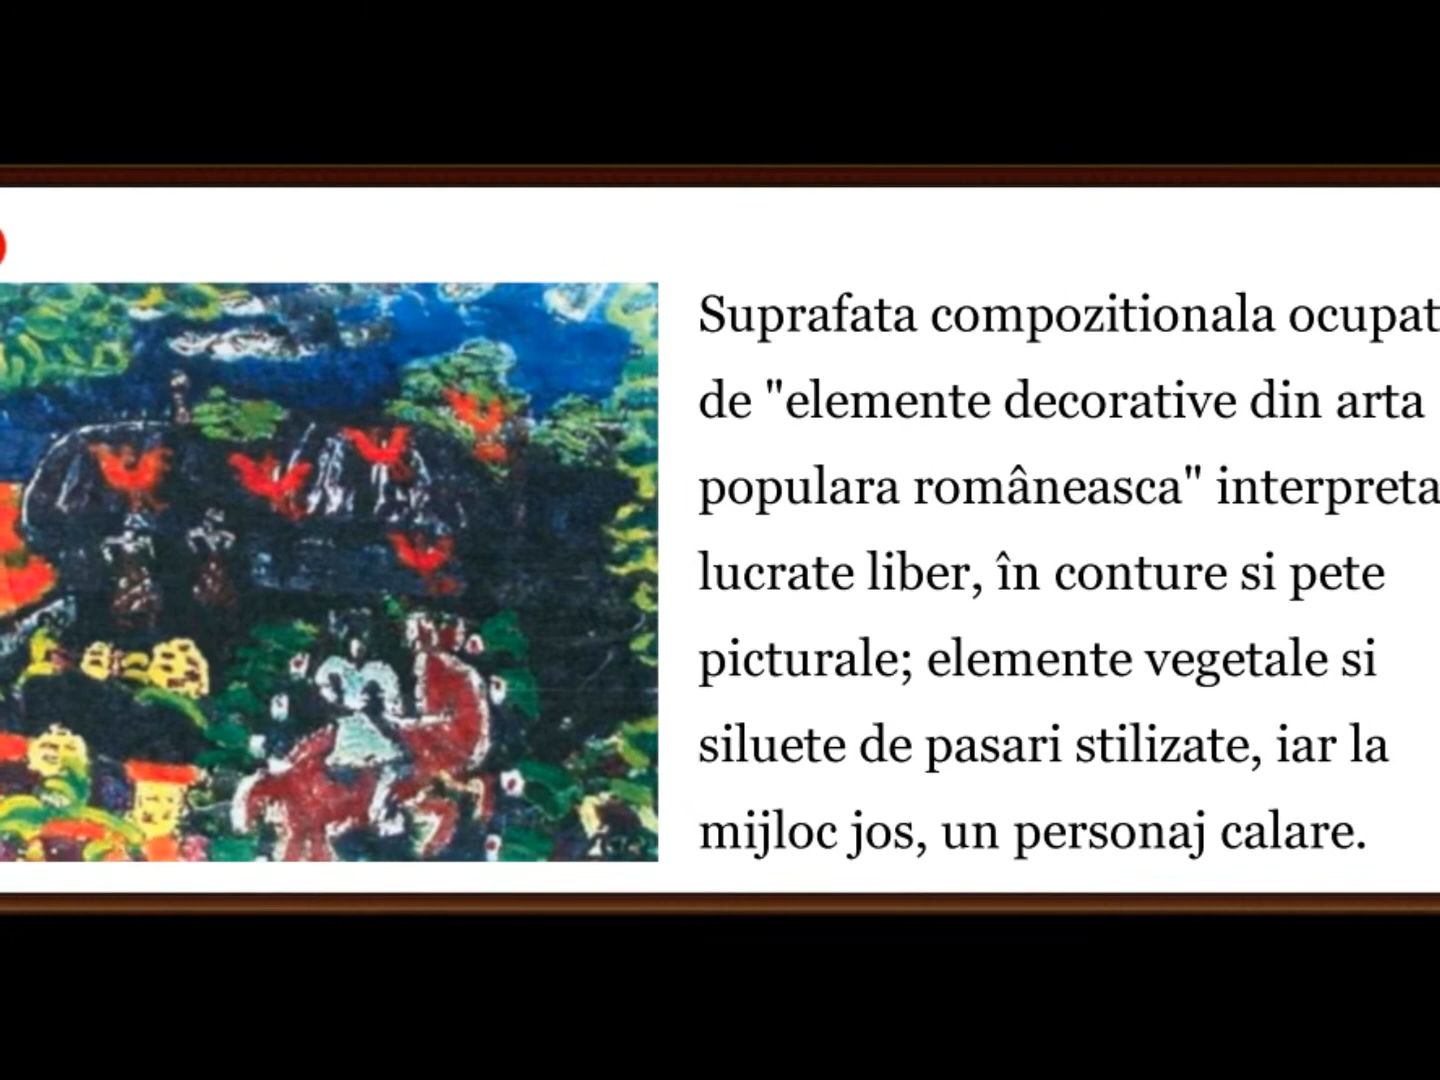 Suprafata compozitionala ocupat
de "elemente decorative din arta
populara româneasca" interpreta
lucrate liber, în conture si pete
picturale; elemente vegetale si
siluete de pasari stilizate, iar la
mijloc jos, un personaj calare.